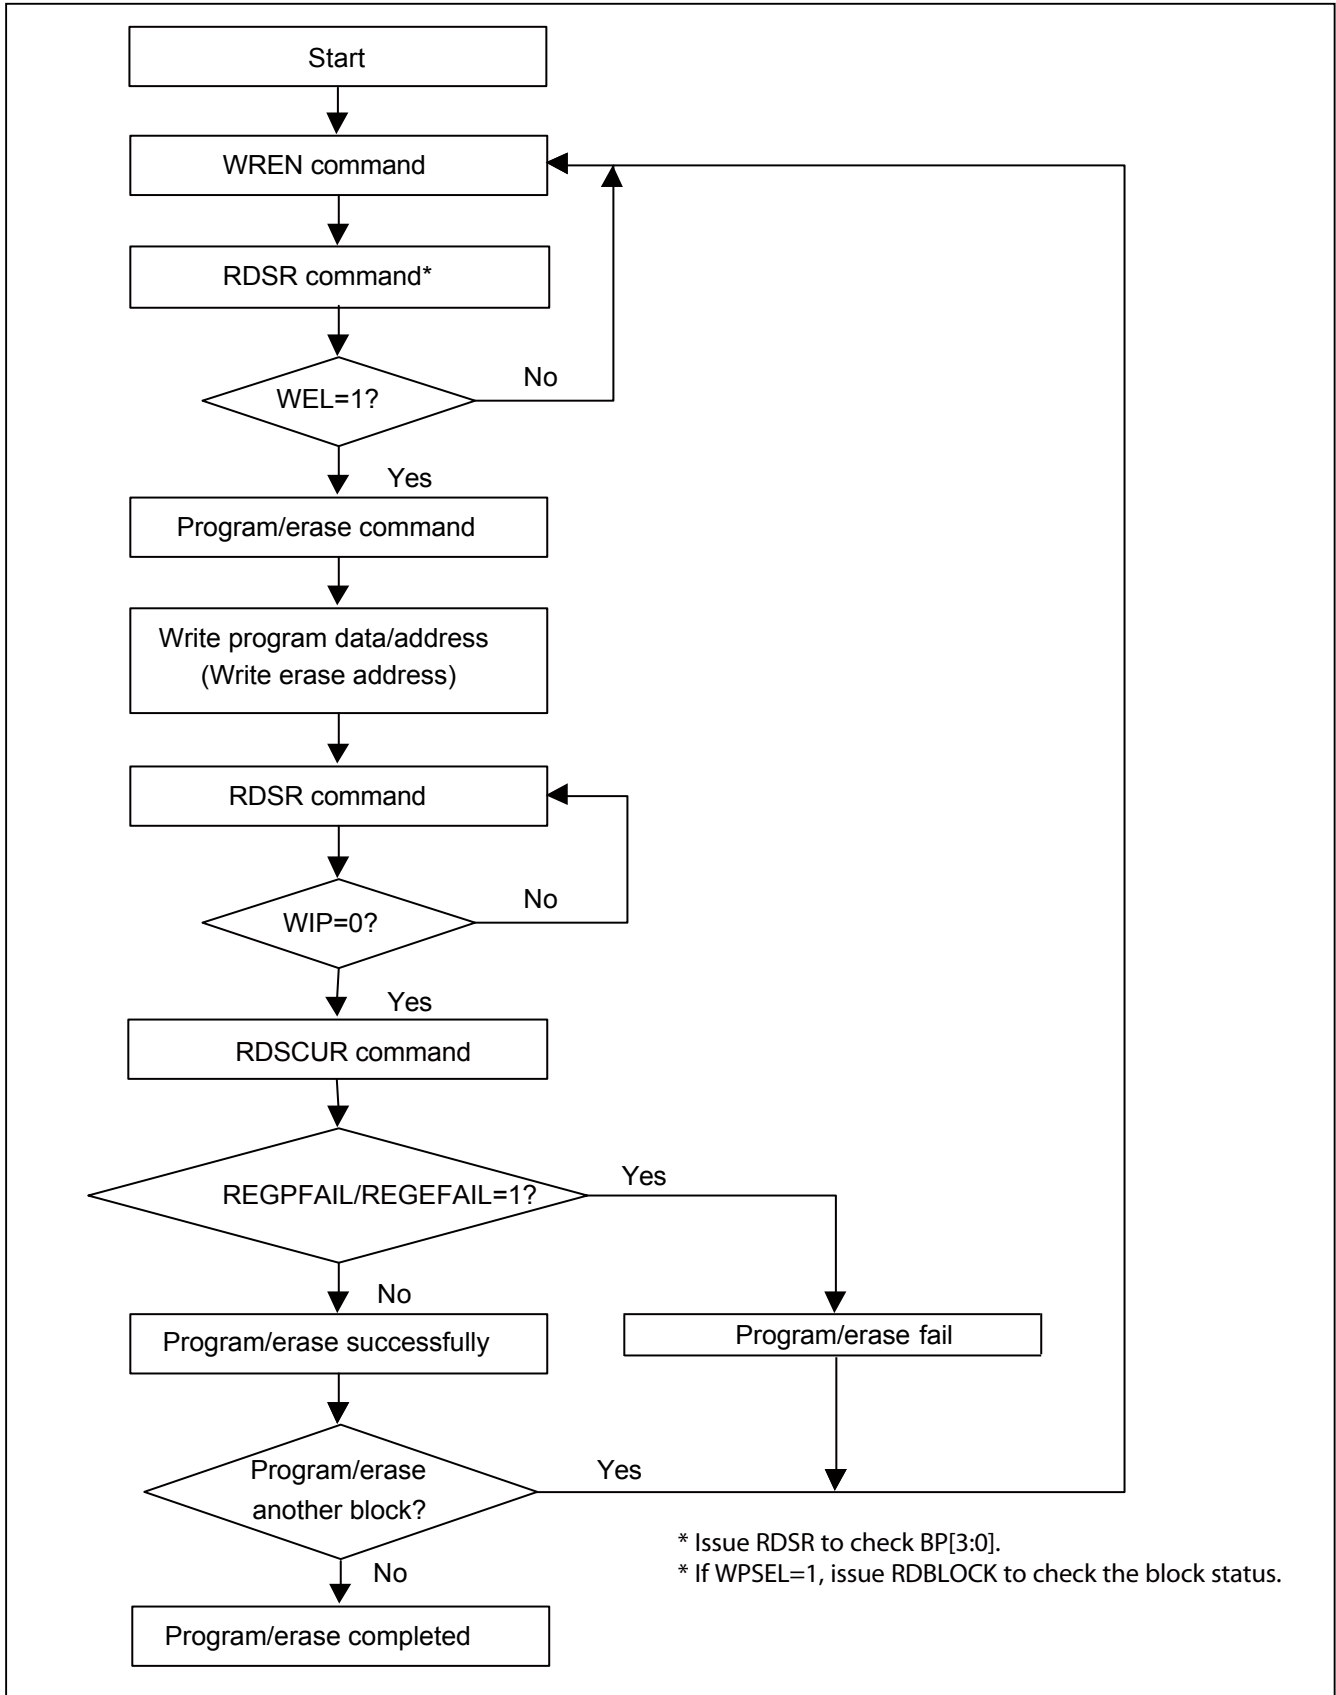 Start
WREN command
RDSR command*
WEL=1?
No
Yes
Program/erase command
Write program data/address
(Write erase address)
RDSR command
WIP=0?
No
Yes
RDSCUR command
REGPFAIL/REGEFAIL=1?
Yes
No
Program/erase successfully
Program/erase fail
Program/erase
another block?
Yes
* Issue RDSR to check BP[3:0].
* If WPSEL=1, issue RDBLOCK to check the block status.
No
Program/erase completed